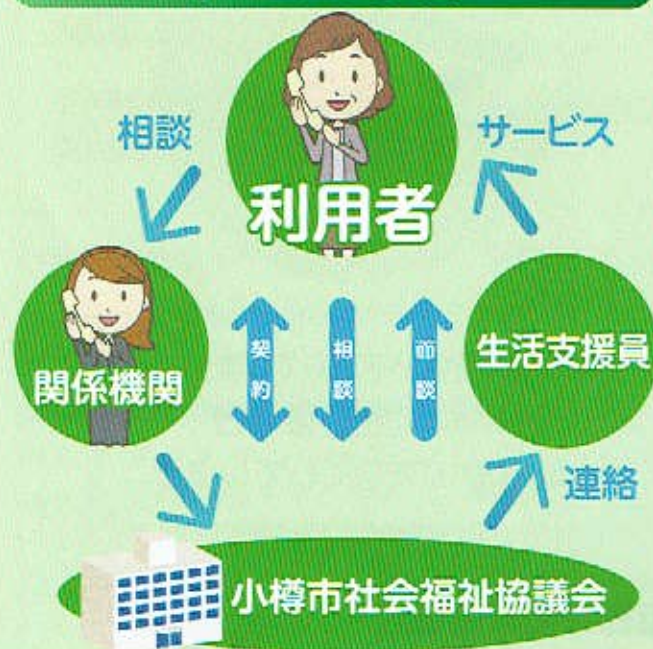 相談
サービス
利用者
契約
相談
面談
関係機関
生活支援員
連絡
小樽市社会福祉協議会